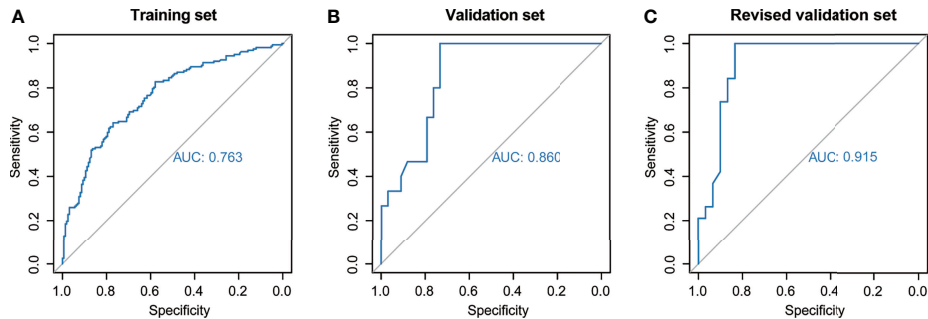 A Training set
1.0
0.8
0.6
0.4
0.2
0.0
Sensitivity
AUC: 0.763
1.0 0.8 0.6 0.4 0.2 0.0
Specificity
B Validation set
1.0
0.8
0.6
0.4
0.2
0.0
Sensitivity
AUC: 0.860
1.0 0.8 0.6 0.4 0.2 0.0
Specificity
C Revised validation set
1.0
0.8
0.6
0.4
0.2
0.0
Sensitivity
AUC: 0.915
1.0 0.8 0.6 0.4 0.2 0.0
Specificity